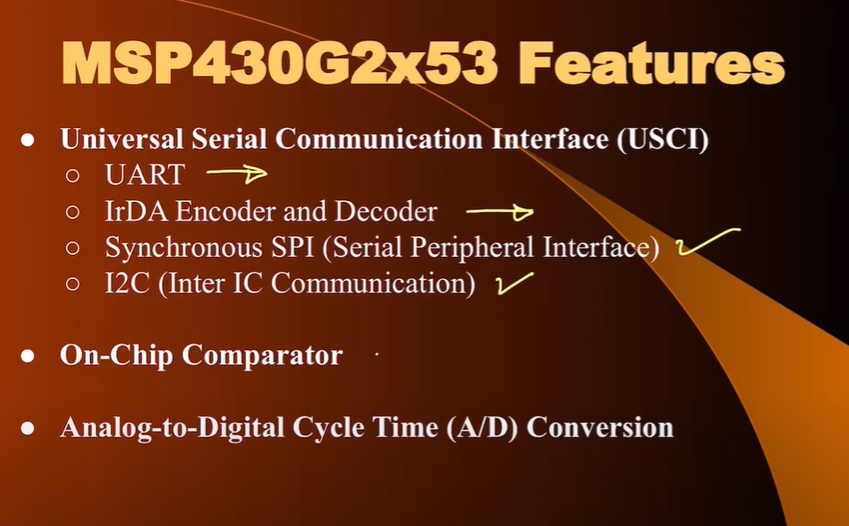 MSP430G2x53 Features
● Universal Serial Communication Interface (USCI)
○ UART
○ IrDA Encoder and Decoder
○ Synchronous SPI (Serial Peripheral Interface)
○ I2C (Inter IC Communication)
● On-Chip Comparator
● Analog-to-Digital Cycle Time (A/D) Conversion